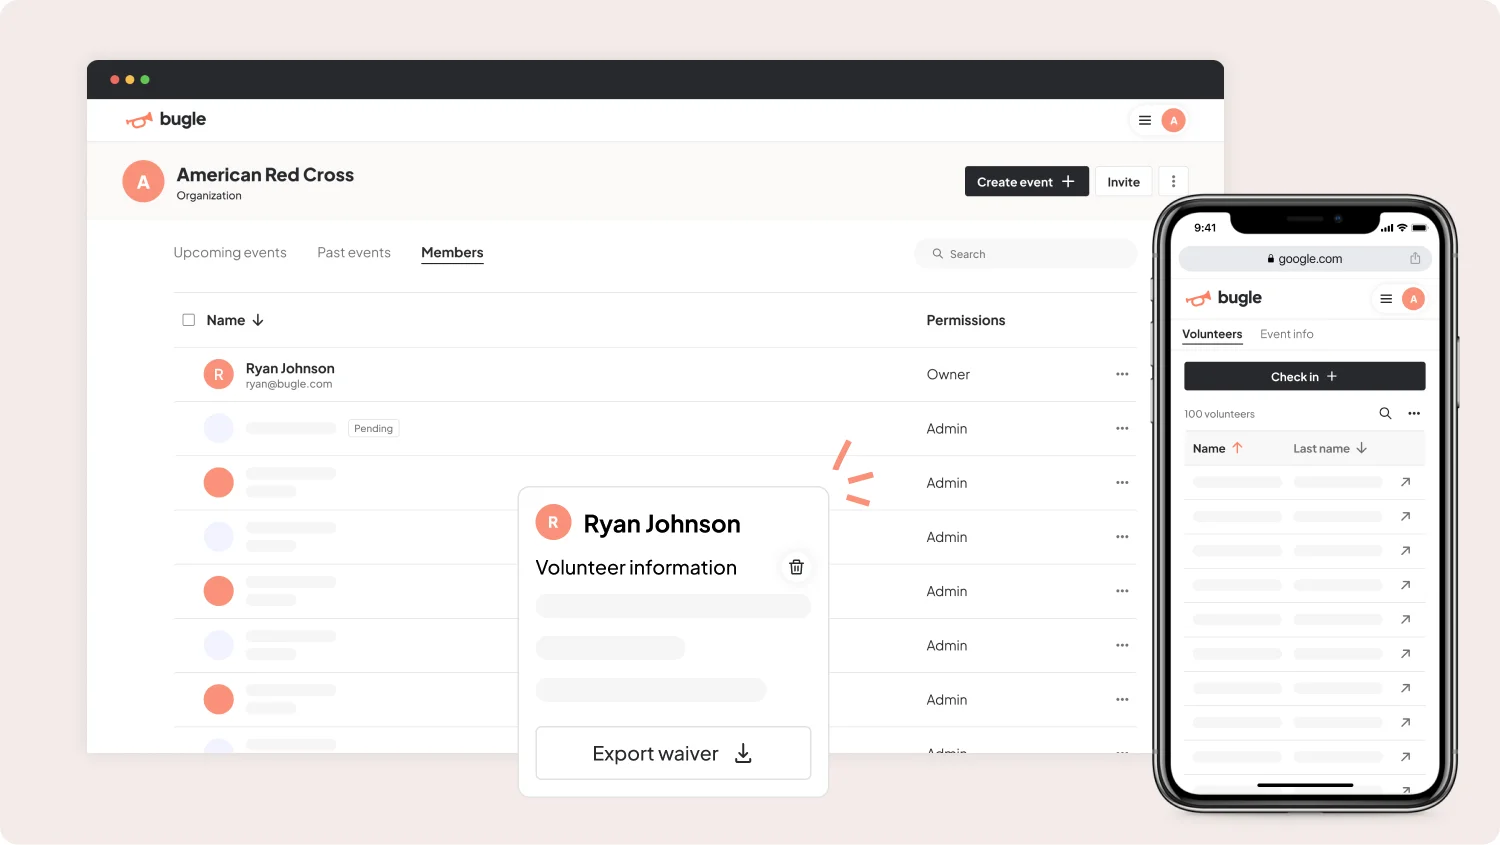 bugle
A
A
American Red Cross
Organization
Create event
Invite
Upcoming events
Past events
Members
Search
Name
Permissions
R
Ryan Johnson
ryan@bugle.com
Owner
Pending
Admin
Admin
Admin
Admin
Admin
Admin
Admin
R
Ryan Johnson
Volunteer information
Export waiver
9:41
google.com
bugle
A
Volunteers
Event info
Check in
100 volunteers
Name
Last name